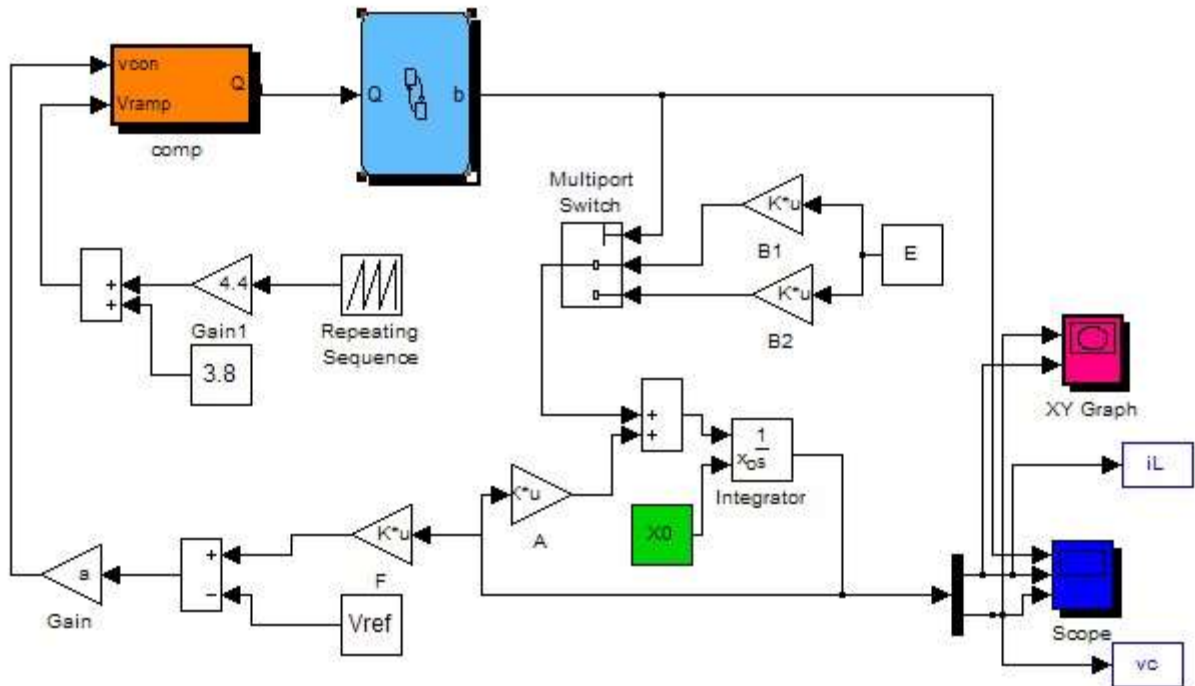 vcon
Vramp
Q
comp
Q
b
Multiport
Switch
K*u
B1
K*u
B2
E
4.4
Gain1
Repeating
Sequence
3.8
XY Graph
iL
+
+
+
+
1
s
xo
Integrator
K*u
A
X0
K*u
F
+
−
a
Gain
Vref
Scope
vc